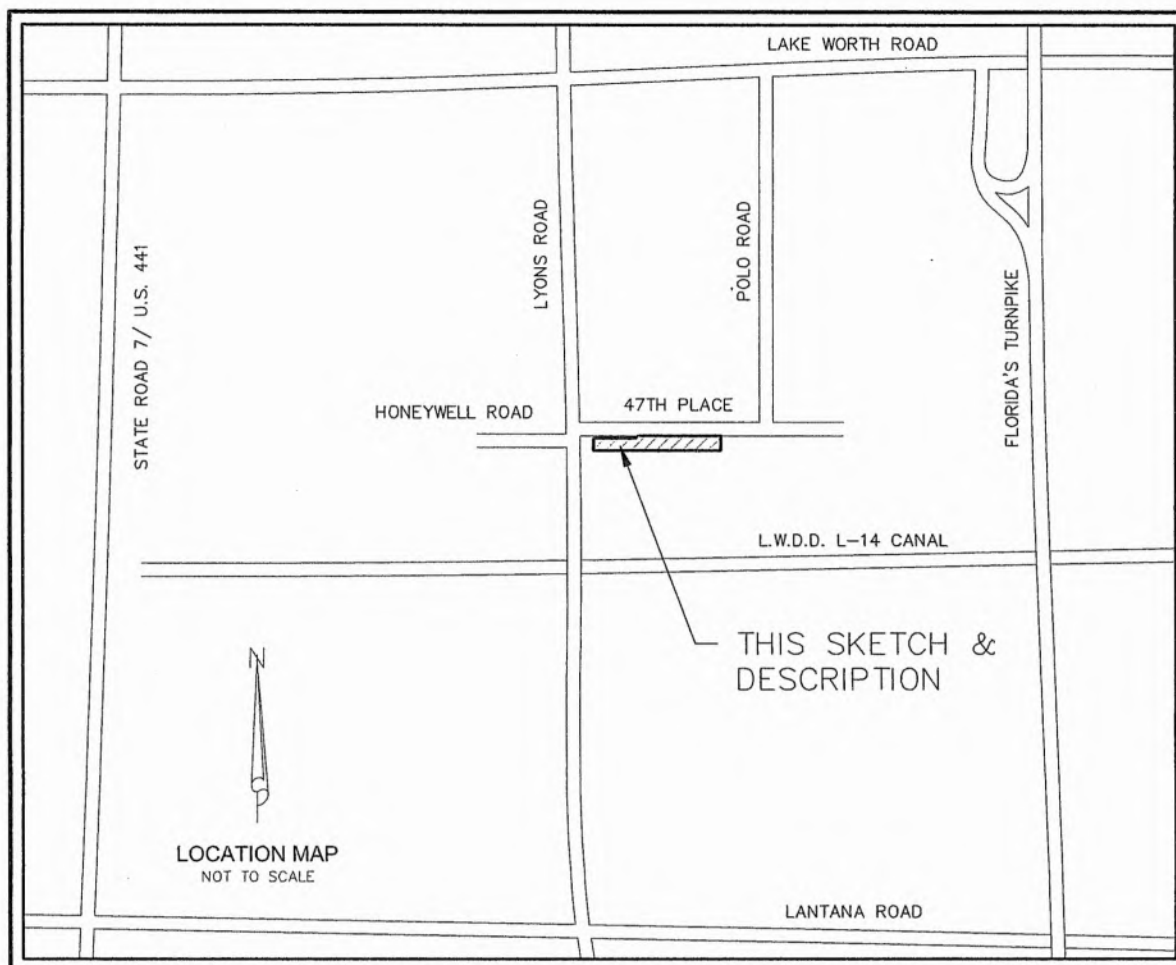 LAKE WORTH ROAD
STATE ROAD 7/ U.S. 441
LYONS ROAD
POLO ROAD
FLORIDA'S TURNPIKE
HONEYWELL ROAD
47TH PLACE
L.W.D.D. L-14 CANAL
THIS SKETCH &
DESCRIPTION
N
LOCATION MAP
NOT TO SCALE
LANTANA ROAD